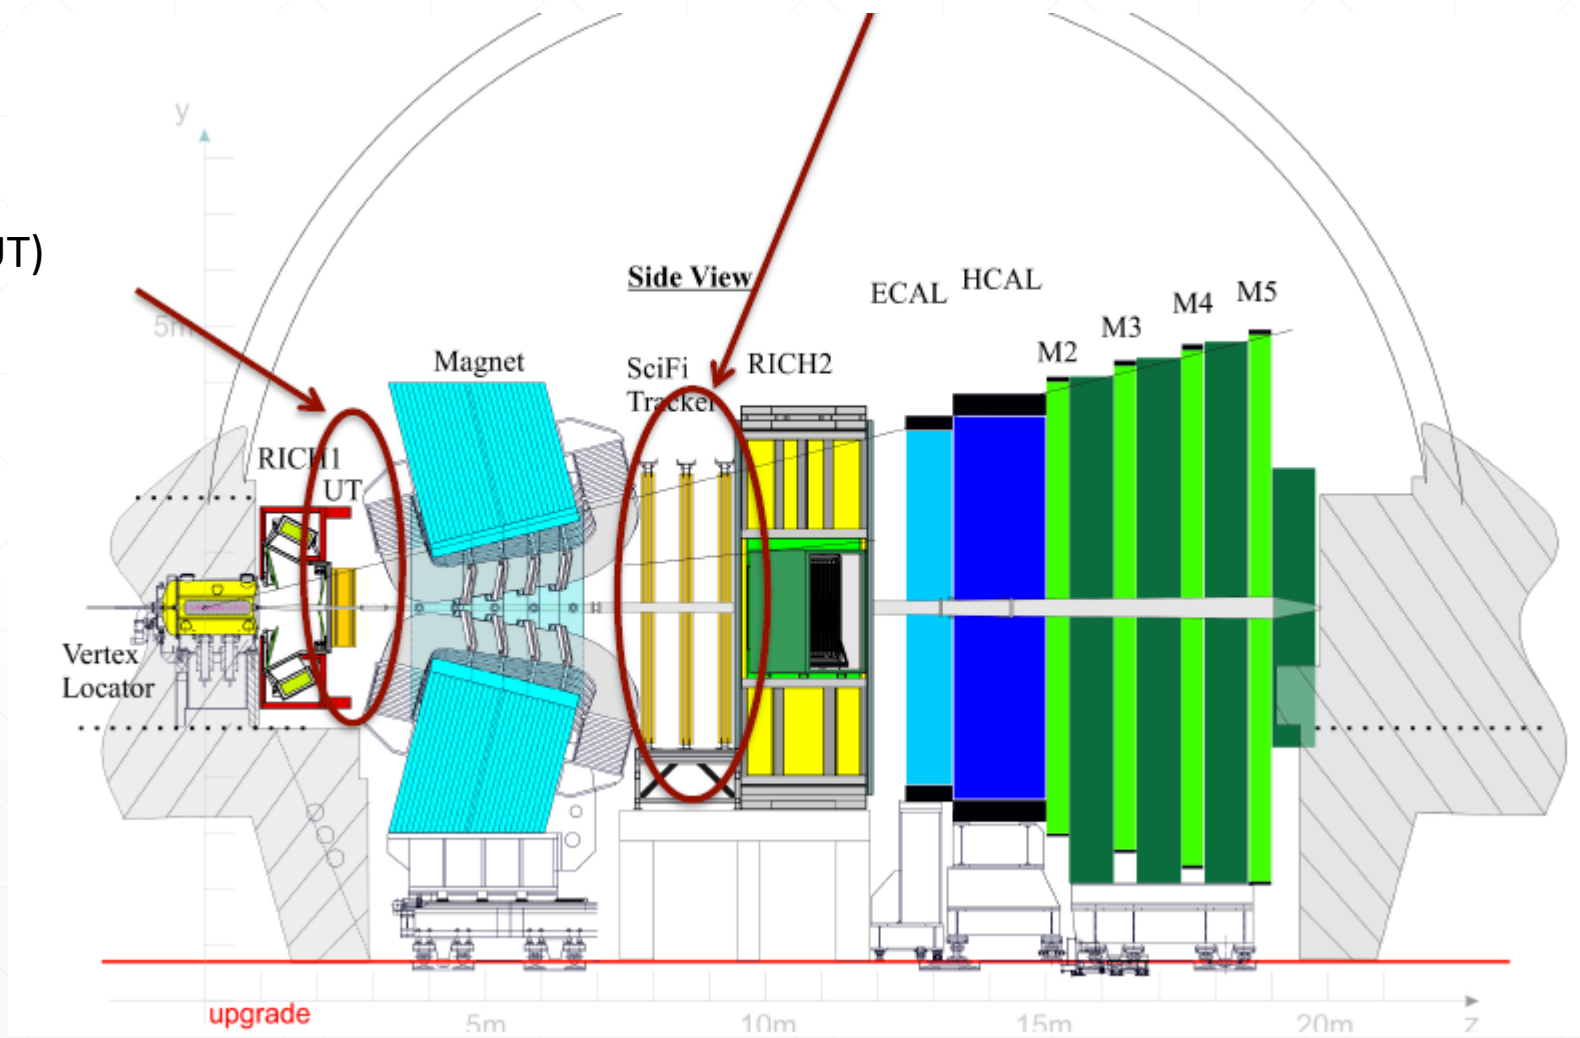 y
UT)
5m
Side View
ECAL
HCAL
M2
M3
M4
M5
Magnet
SciFi
Tracker
RICH2
RICH1
UT
Vertex
Locator
upgrade
5m
10m
15m
20m
z